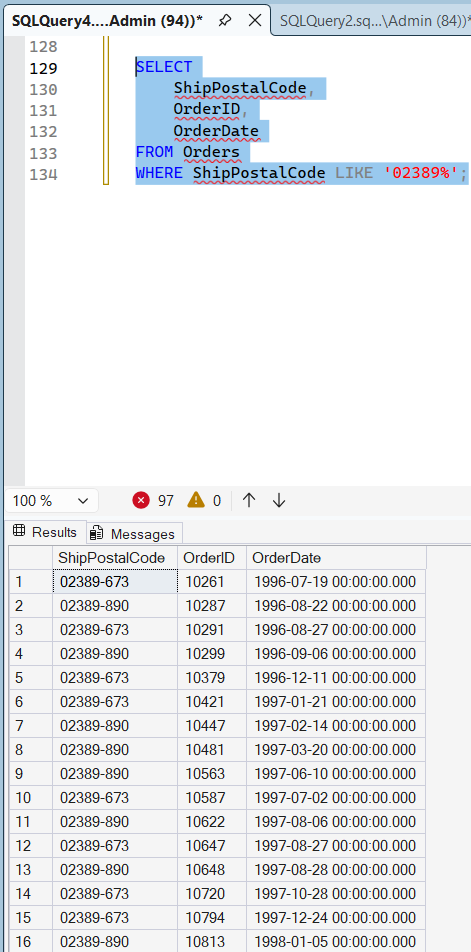 SQLQuery4....Admin (94))* SQLQuery2.sq...\Admin (84))*
128
129 SELECT
130 ShipPostalCode,
131 OrderID,
132 OrderDate
133 FROM Orders
134 WHERE ShipPostalCode LIKE '02389%';
100 % 97 0
Results Messages
ShipPostalCode OrderID OrderDate
1 02389-673 10261 1996-07-19 00:00:00.000
2 02389-890 10287 1996-08-22 00:00:00.000
3 02389-673 10291 1996-08-27 00:00:00.000
4 02389-890 10299 1996-09-06 00:00:00.000
5 02389-673 10379 1996-12-11 00:00:00.000
6 02389-673 10421 1997-01-21 00:00:00.000
7 02389-890 10447 1997-02-14 00:00:00.000
8 02389-890 10481 1997-03-20 00:00:00.000
9 02389-890 10563 1997-06-10 00:00:00.000
10 02389-673 10587 1997-07-02 00:00:00.000
11 02389-890 10622 1997-08-06 00:00:00.000
12 02389-673 10647 1997-08-27 00:00:00.000
13 02389-890 10648 1997-08-28 00:00:00.000
14 02389-673 10720 1997-10-28 00:00:00.000
15 02389-673 10794 1997-12-24 00:00:00.000
16 02389-890 10813 1998-01-05 00:00:00.000